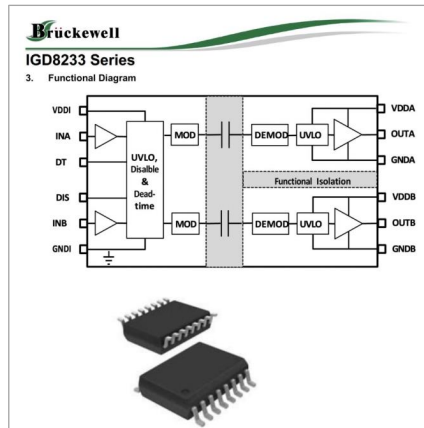 Brückewell
IGD8233 Series
3. Functional Diagram
VDDI
INA
DT
DIS
INB
GNDI
UVLO,
Disalble
&
Dead-
time
MOD
MOD
DEMOD
UVLO
Functional Isolation
DEMOD
UVLO
VDDA
OUTA
GNDA
VDDB
OUTB
GNDB